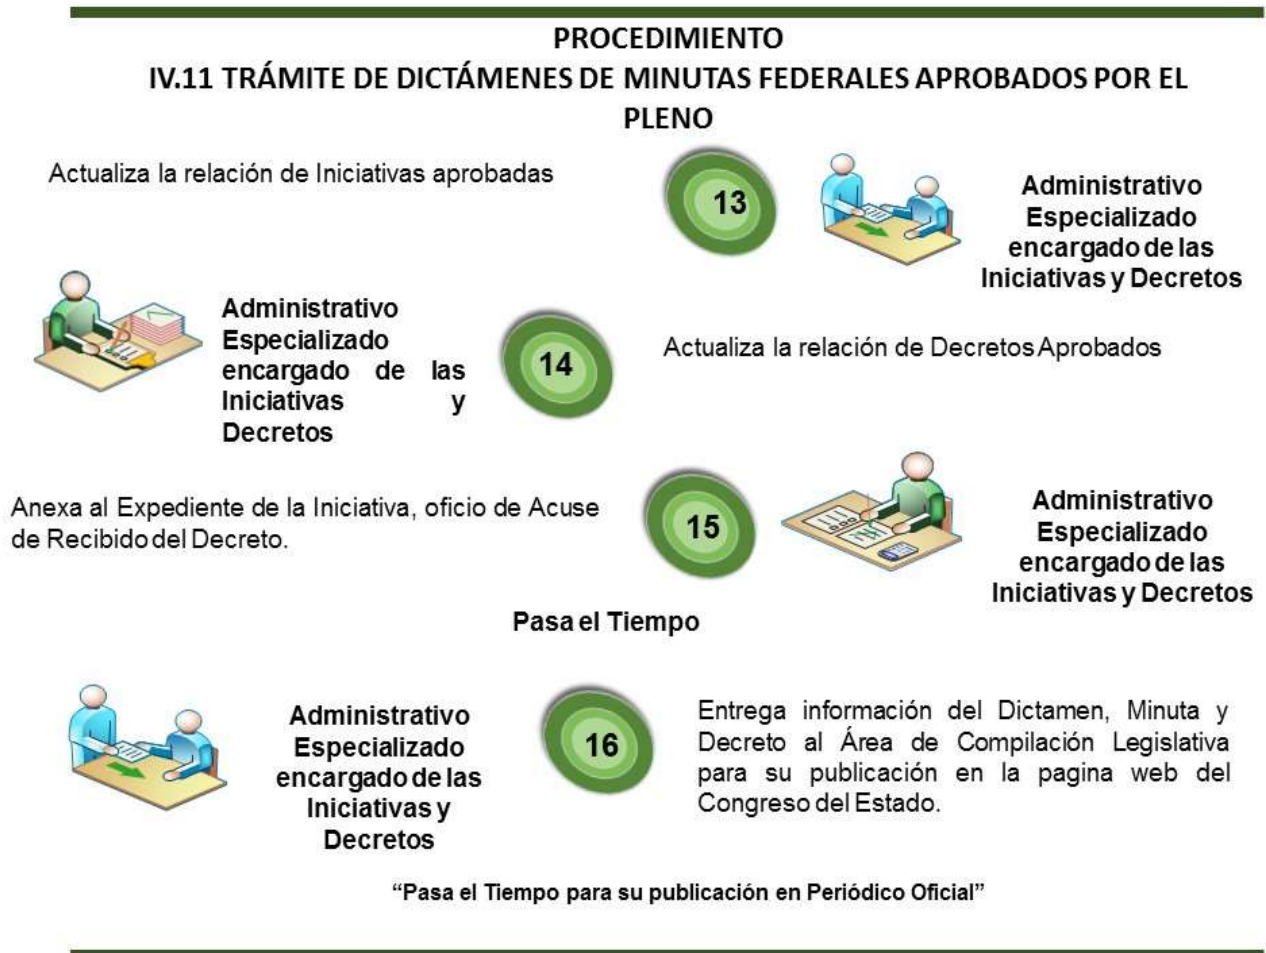 PROCEDIMIENTO
IV.11 TRÁMITE DE DICTÁMENES DE MINUTAS FEDERALES APROBADOS POR EL
PLENO
Actualiza la relación de Iniciativas aprobadas
13
Administrativo
Especializado
encargado de las
Iniciativas y Decretos
Administrativo
Especializado
encargado de las
Iniciativas y
Decretos
14
Actualiza la relación de Decretos Aprobados
Anexa al Expediente de la Iniciativa, oficio de Acuse
de Recibido del Decreto.
15
Administrativo
Especializado
encargado de las
Iniciativas y Decretos
Pasa el Tiempo
Administrativo
Especializado
encargado de las
Iniciativas y
Decretos
16
Entrega información del Dictamen, Minuta y
Decreto al Área de Compilación Legislativa
para su publicación en la pagina web del
Congreso del Estado.
“Pasa el Tiempo para su publicación en Periódico Oficial”